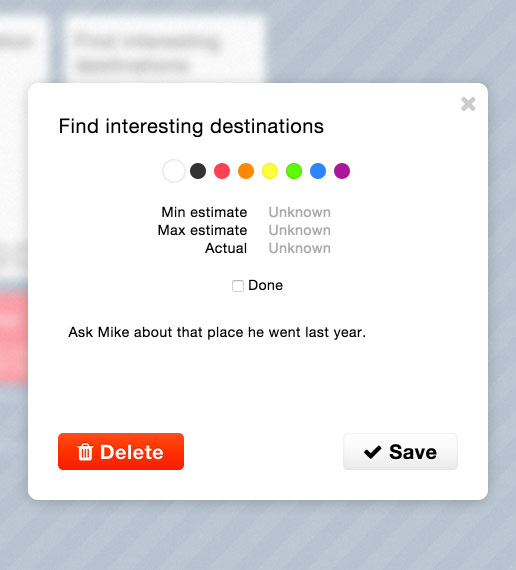 Find interesting
destinations
Find interesting destinations
Min estimate Unknown
Max estimate Unknown
Actual Unknown
Done
Ask Mike about that place he went last year.
Delete
Save